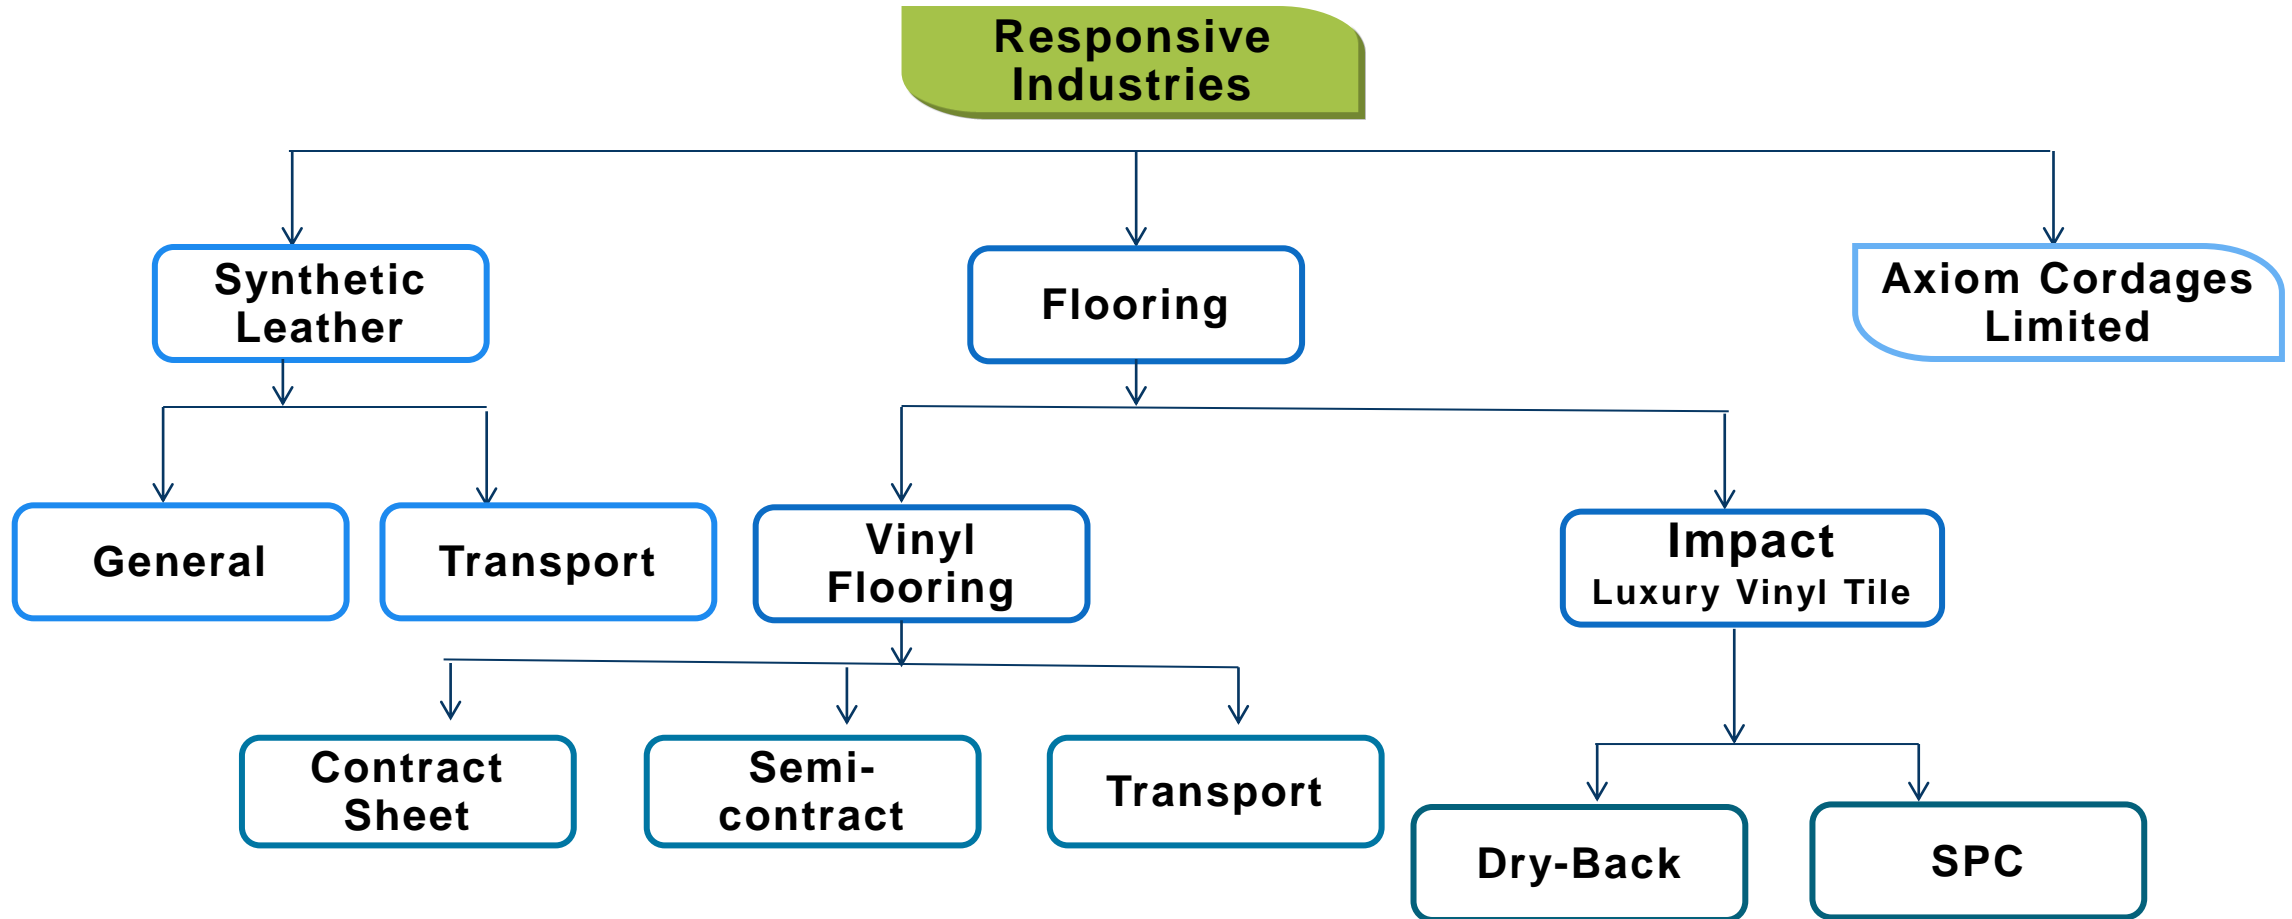 Responsive
Industries
Synthetic
Leather
Flooring
Axiom Cordages
Limited
General
Transport
Vinyl
Flooring
Impact
Luxury Vinyl Tile
Contract
Sheet
Semi-
contract
Transport
Dry-Back
SPC